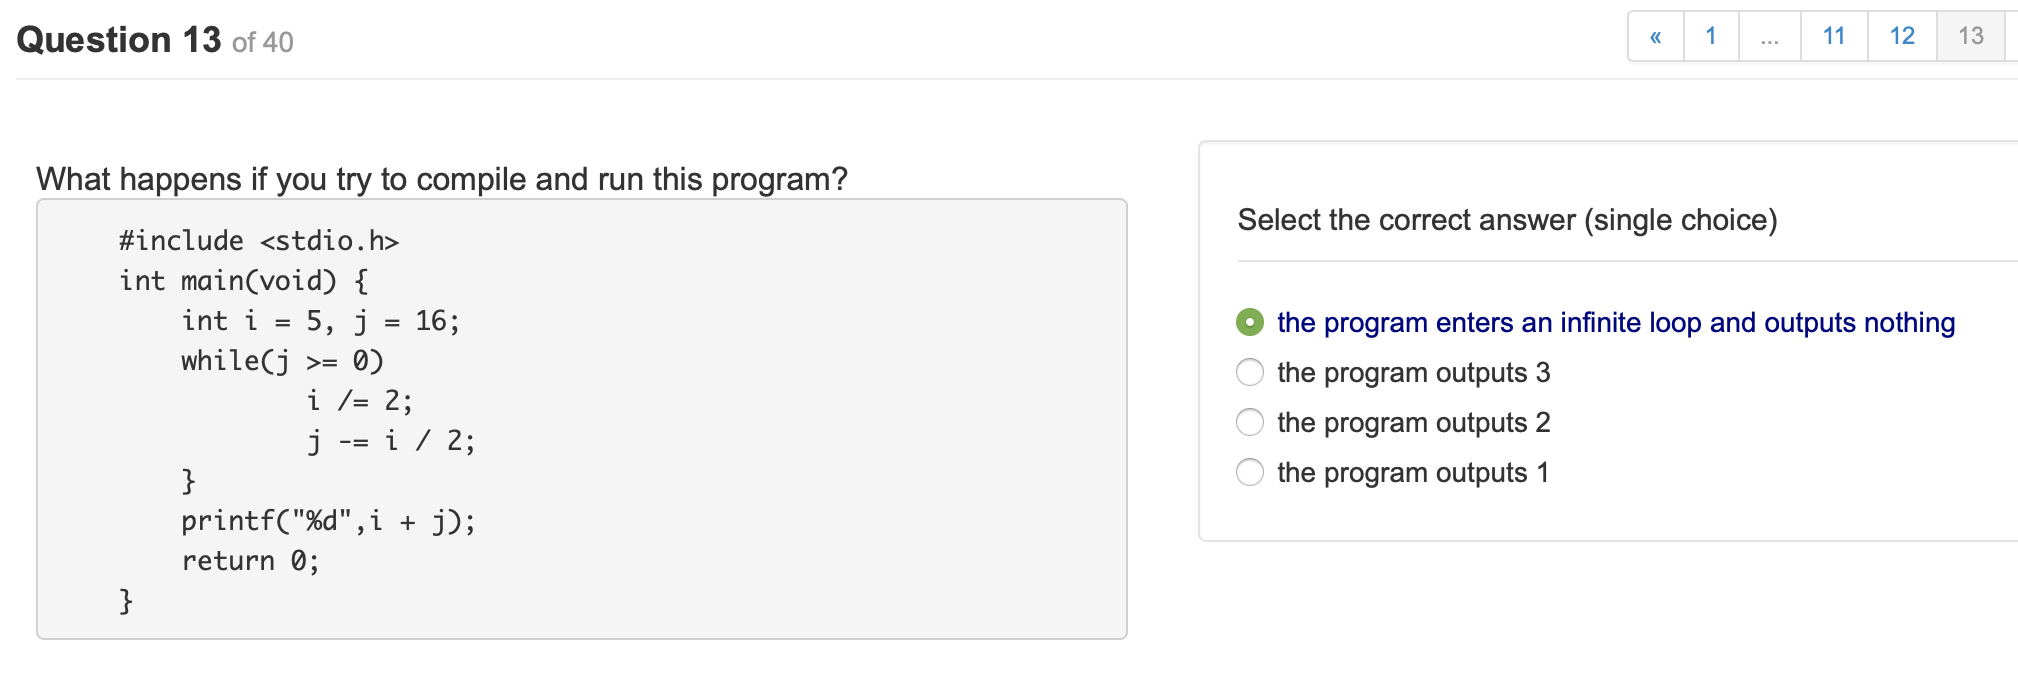 Question 13 of 40
« 1 ... 11 12 13
What happens if you try to compile and run this program?
#include <stdio.h>
int main(void) {
int i = 5, j = 16;
while(j >= 0)
i /= 2;
j -= i / 2;
}
printf("%d",i + j);
return 0;
}
Select the correct answer (single choice)
the program enters an infinite loop and outputs nothing
the program outputs 3
the program outputs 2
the program outputs 1